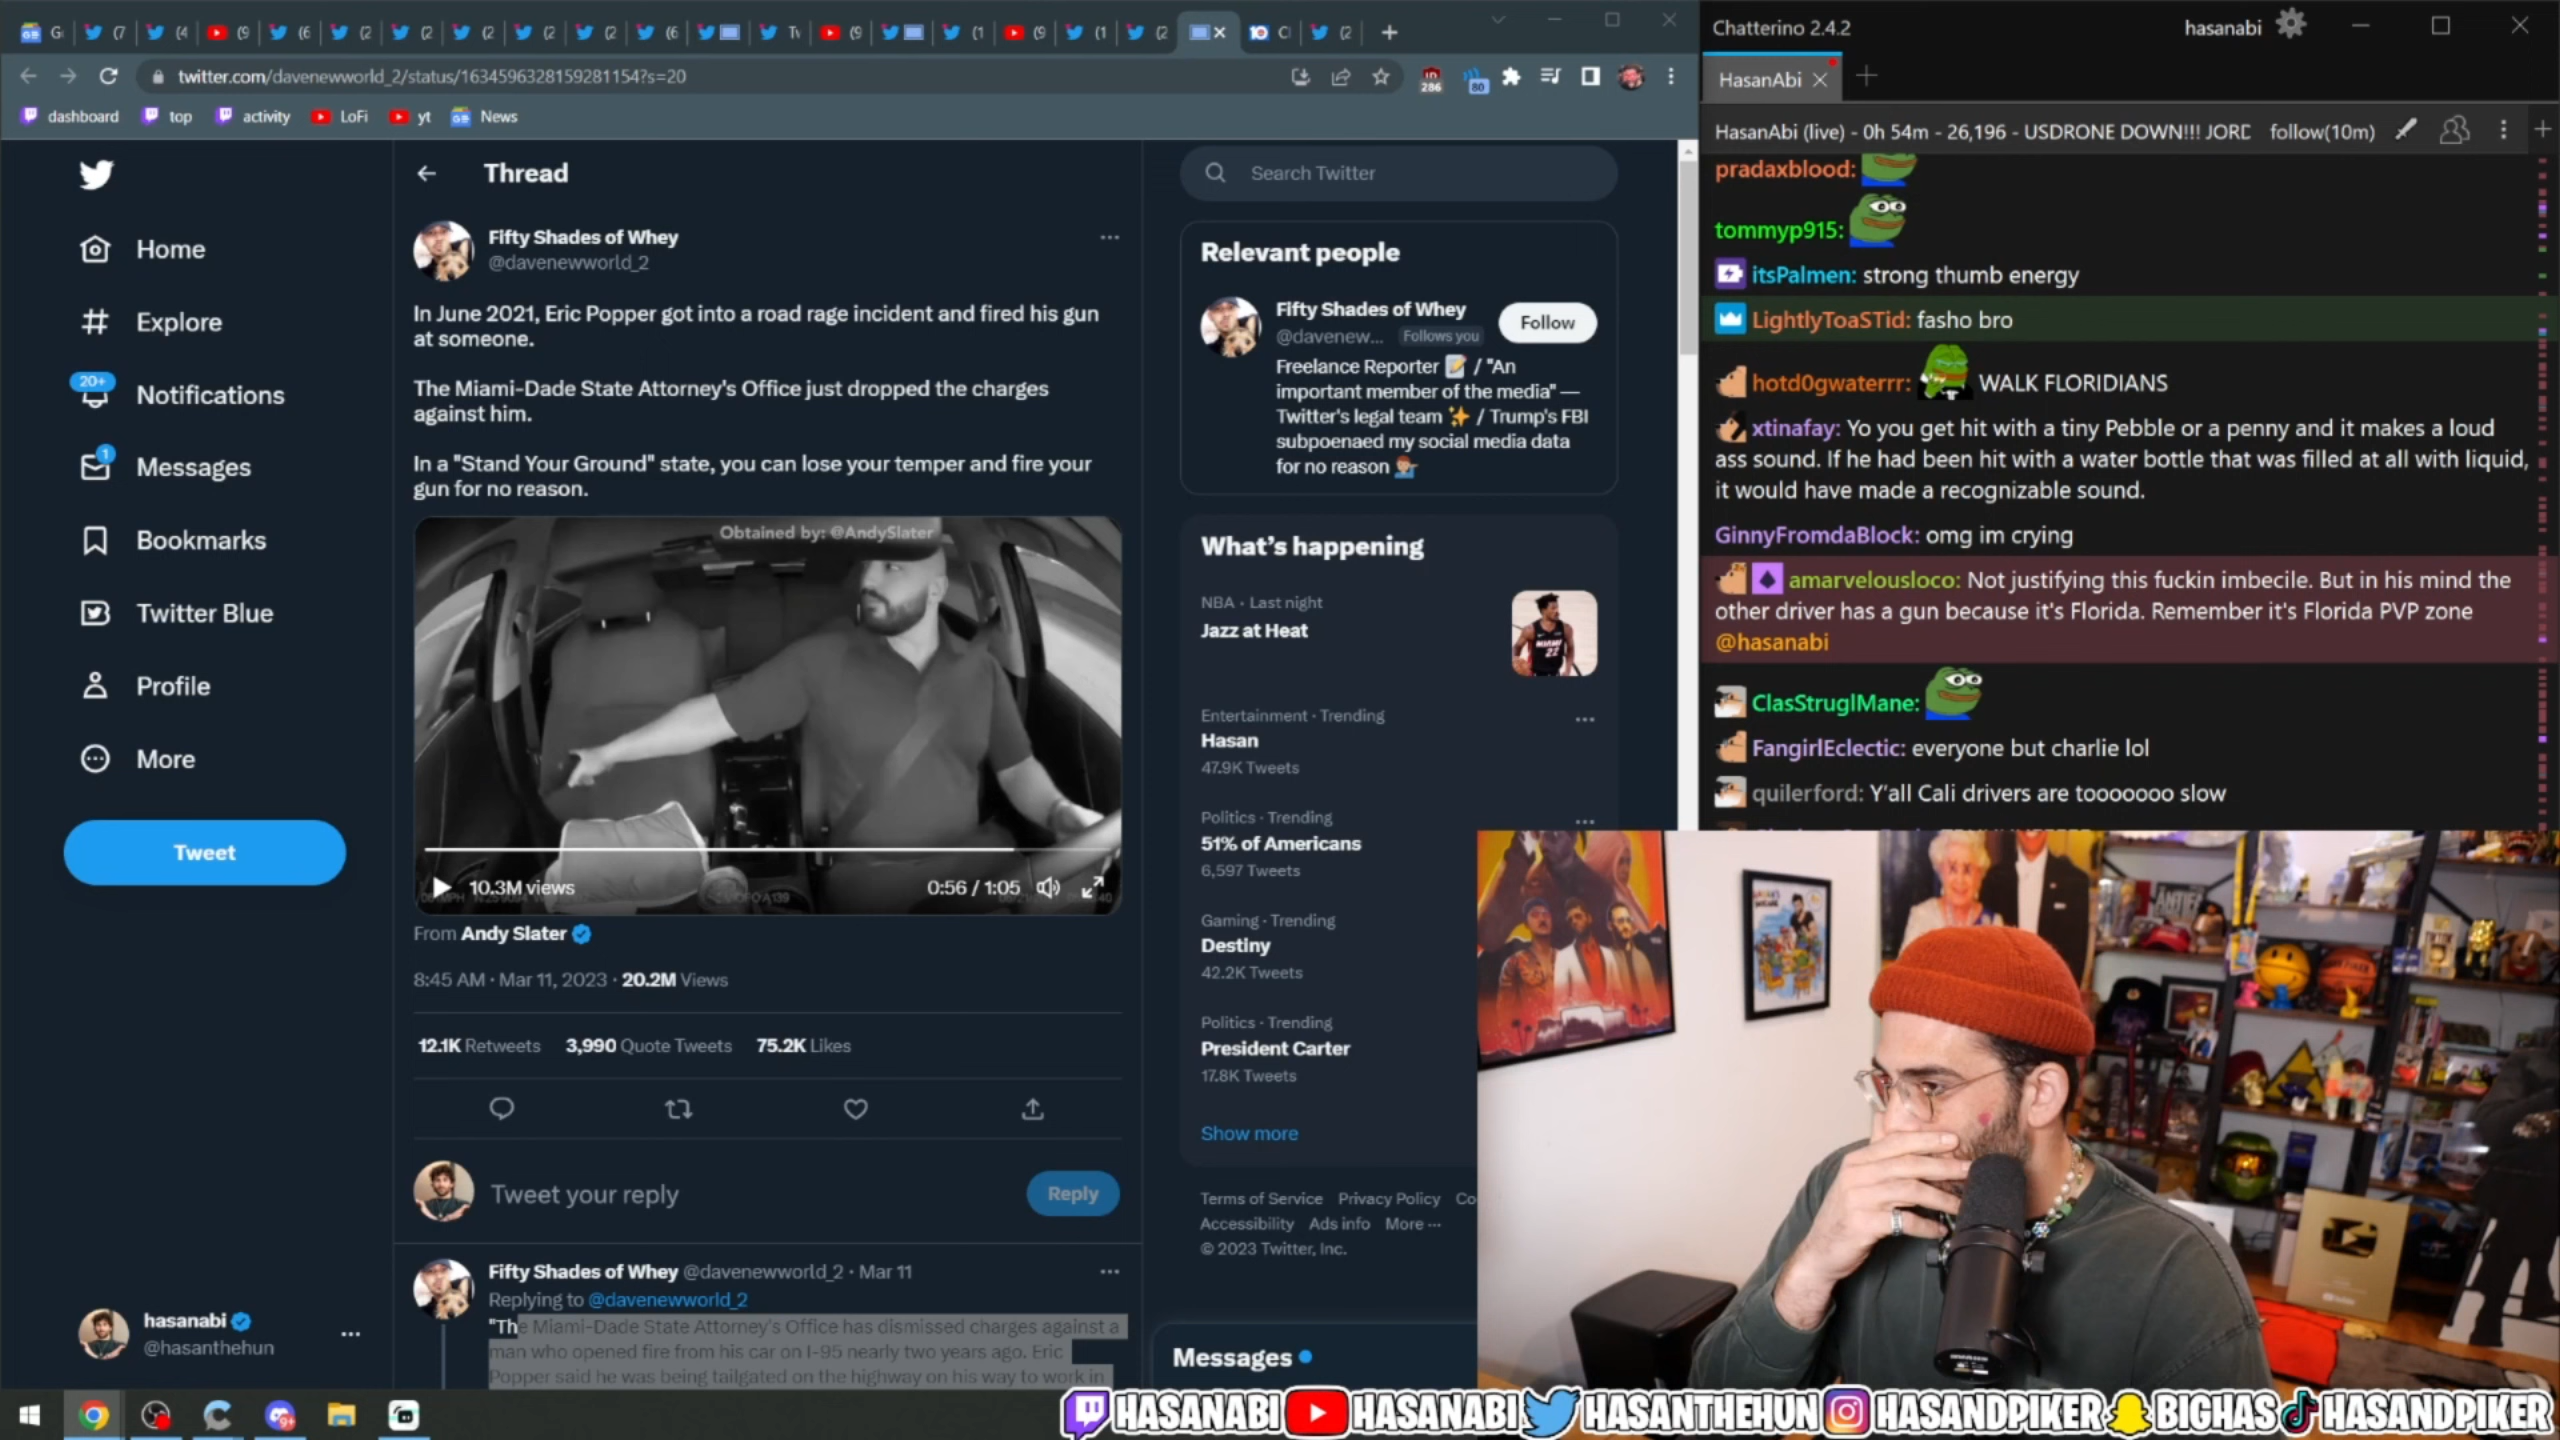 twitter.com/davenewworld_2/status/1634596328159281154?s=20
286
80
dashboard
top
activity
LoFi
yt
News
Home
Explore
20+
Notifications
1
Messages
Bookmarks
Twitter Blue
Profile
More
Tweet
hasanabi
@hasanthehun
Thread
Fifty Shades of Whey
@davenewworld_2
In June 2021, Eric Popper got into a road rage incident and fired his gun
at someone.
The Miami-Dade State Attorney's Office just dropped the charges
against him.
In a "Stand Your Ground" state, you can lose your temper and fire your
gun for no reason.
Obtained by: @AndySlater
10.3M views
0:56 / 1:05
From Andy Slater
8:45 AM · Mar 11, 2023 · 20.2M Views
12.1K Retweets 3,990 Quote Tweets 75.2K Likes
Tweet your reply
Reply
Fifty Shades of Whey @davenewworld_2 · Mar 11
Replying to @davenewworld_2
"The Miami-Dade State Attorney's Office has dismissed charges against a
man who opened fire from his car on I-95 nearly two years ago. Eric
Popper said he was being tailgated on the highway on his way to work in
Search Twitter
Relevant people
Fifty Shades of Whey
@davenew... Follows you
Follow
Freelance Reporter / "An
important member of the media" —
Twitter's legal team / Trump's FBI
subpoenaed my social media data
for no reason
What's happening
NBA · Last night
Jazz at Heat
Entertainment · Trending
Hasan
47.9K Tweets
Politics · Trending
51% of Americans
6,597 Tweets
Gaming · Trending
Destiny
42.2K Tweets
Politics · Trending
President Carter
17.8K Tweets
Show more
Terms of Service Privacy Policy Co
Accessibility Ads info More ...
© 2023 Twitter, Inc.
Messages
Chatterino 2.4.2
hasanabi
HasanAbi
HasanAbi (live) - 0h 54m - 26,196 - USDRONE DOWN!!! JORD follow(10m)
pradaxblood:
tommyp915:
itsPalmen: strong thumb energy
LightlyToaSTid: fasho bro
hotd0gwaterrr: WALK FLORIDIANS
xtinafay: Yo you get hit with a tiny Pebble or a penny and it makes a loud
ass sound. If he had been hit with a water bottle that was filled at all with liquid,
it would have made a recognizable sound.
GinnyFromdaBlock: omg im crying
amarvelousloco: Not justifying this fuckin imbecile. But in his mind the
other driver has a gun because it's Florida. Remember it's Florida PVP zone
@hasanabi
ClasStruglMane:
FangirlEclectic: everyone but charlie lol
quilerford: Y'all Cali drivers are tooooooo slow
HASANABI HASANABI HASANTHEHUN HASANDPIKER BIGHAS HASANDPIKER